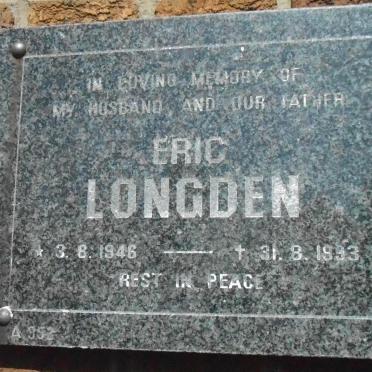 IN LOVING MEMORY OF
MY HUSBAND AND OUR FATHER
ERIC
LONGDEN
* 3. 8. 1946 — † 31. 8. 1993
REST IN PEACE